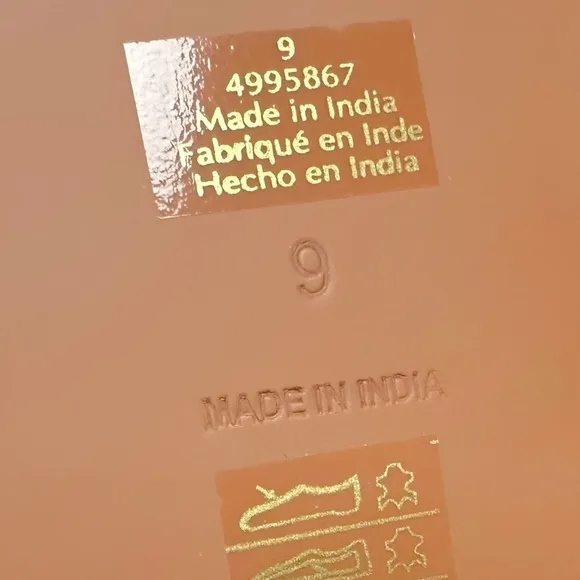 9
4995867
Made in India
Fabriqué en Inde
Hecho en India
9
MADE IN INDIA